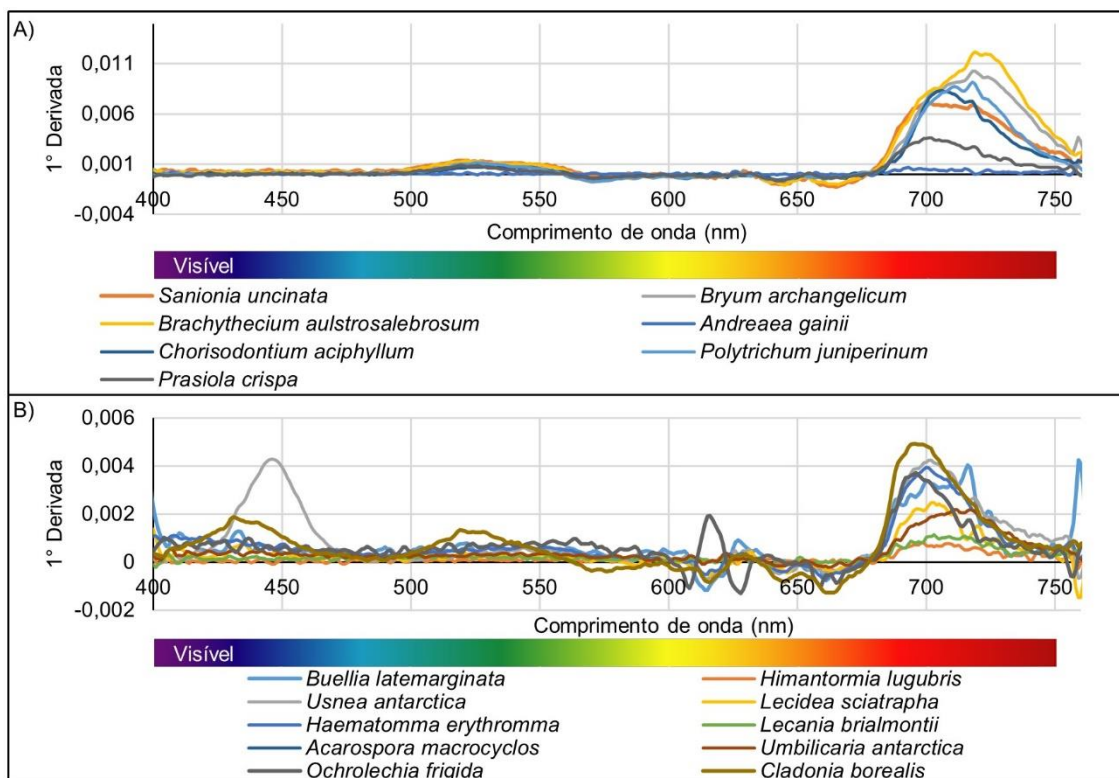 A)
1° Derivada
0,011
0,006
0,001
-0,004
400 450 500 550 600 650 700 750
Comprimento de onda (nm)
Visível
Sanionia uncinata Bryum archangelicum
Brachythecium aulstrosalebrosum Andreaea gainii
Chorisodontium aciphyllum Polytrichum juniperinum
Prasiola crispa
B)
1° Derivada
0,006
0,004
0,002
0
-0,002
400 450 500 550 600 650 700 750
Comprimento de onda (nm)
Visível
Buellia latemarginata Himantormia lugubris
Usnea antarctica Lecidea sciatrapha
Haematomma erythromma Lecania brialmontii
Acarospora macrocyclos Umbilicaria antarctica
Ochrolechia frigida Cladonia borealis